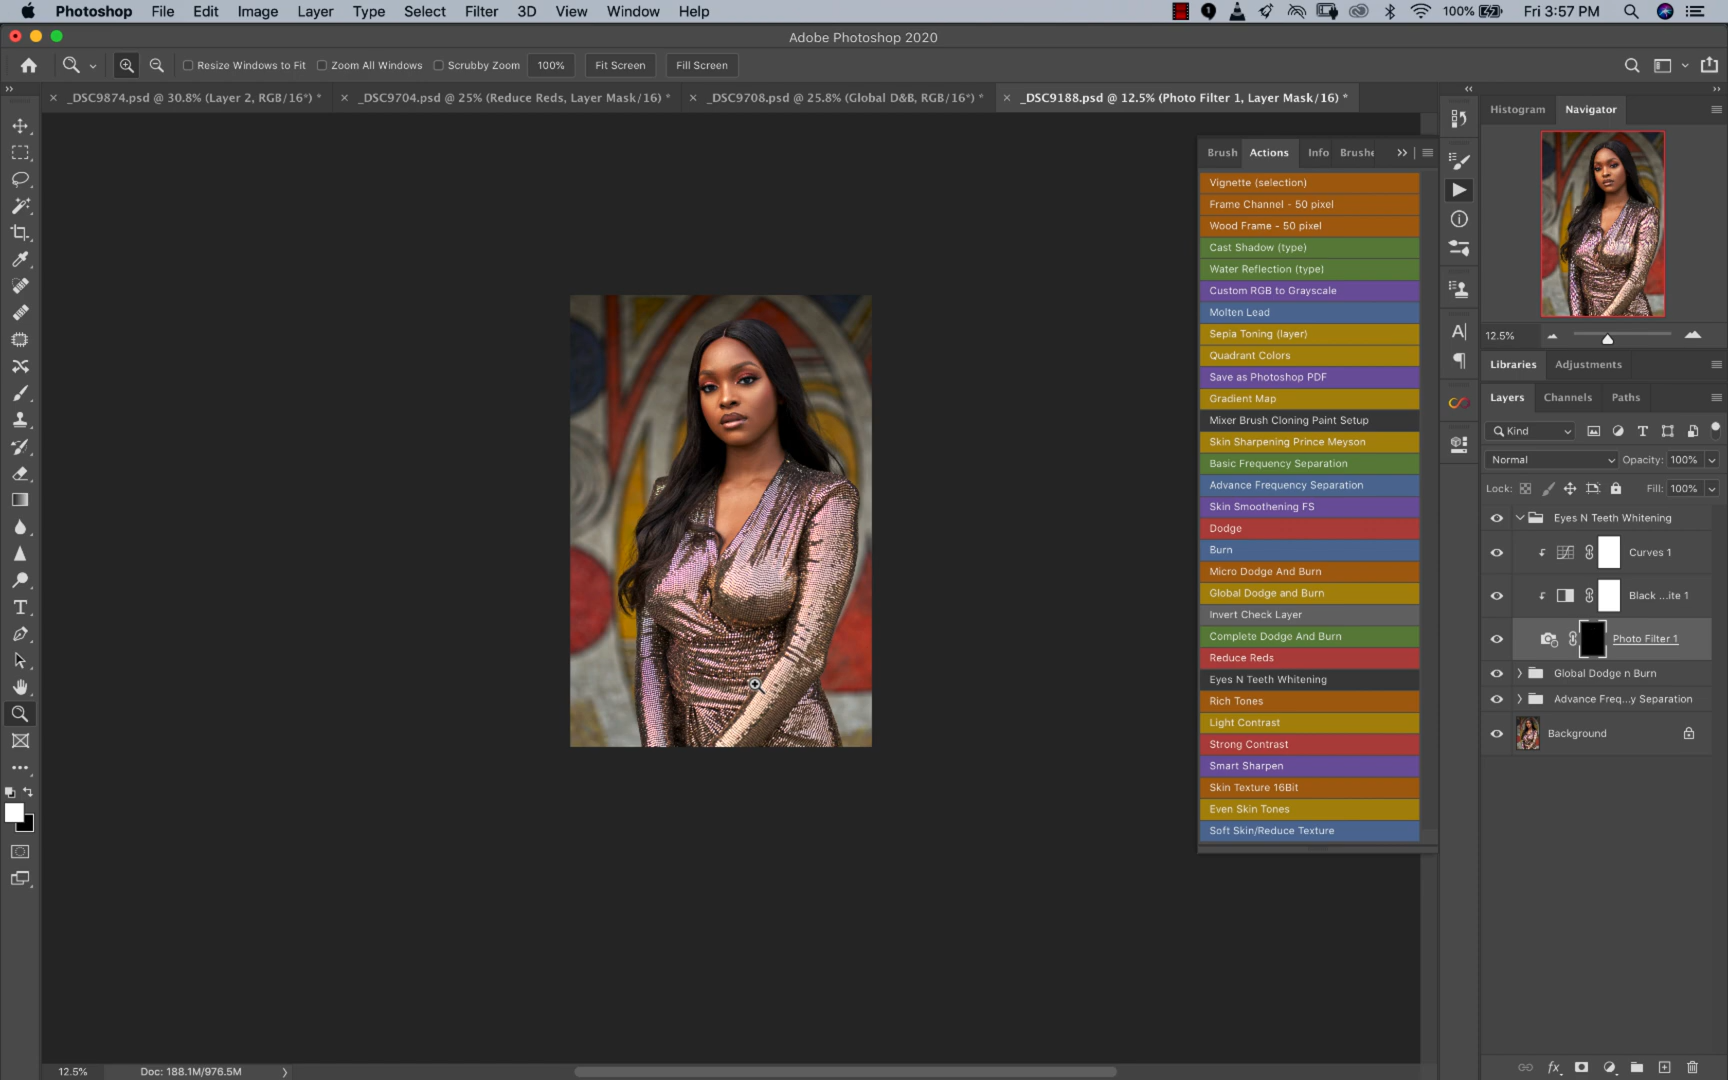 Photoshop File Edit Image Layer Type Select Filter 3D View Window Help 1 100% Fri 3:57 PM
Adobe Photoshop 2020
Resize Windows to Fit Zoom All Windows Scrubby Zoom 100% Fit Screen Fill Screen
_DSC9874.psd @ 30.8% (Layer 2, RGB/16*) * _DSC9704.psd @ 25% (Reduce Reds, Layer Mask/16) * _DSC9708.psd @ 25.8% (Global D&B, RGB/16*) * _DSC9188.psd @ 12.5% (Photo Filter 1, Layer Mask/16) *
Brush Actions Info Brushe
Vignette (selection)
Frame Channel - 50 pixel
Wood Frame - 50 pixel
Cast Shadow (type)
Water Reflection (type)
Custom RGB to Grayscale
Molten Lead
Sepia Toning (layer)
Quadrant Colors
Save as Photoshop PDF
Gradient Map
Mixer Brush Cloning Paint Setup
Skin Sharpening Prince Meyson
Basic Frequency Separation
Advance Frequency Separation
Skin Smoothening FS
Dodge
Burn
Micro Dodge And Burn
Global Dodge and Burn
Invert Check Layer
Complete Dodge And Burn
Reduce Reds
Eyes N Teeth Whitening
Rich Tones
Light Contrast
Strong Contrast
Smart Sharpen
Skin Texture 16Bit
Even Skin Tones
Soft Skin/Reduce Texture
Histogram Navigator
12.5%
Libraries Adjustments
Layers Channels Paths
Kind
Normal Opacity: 100%
Lock: Fill: 100%
Eyes N Teeth Whitening
Curves 1
Black ...ite 1
Photo Filter 1
Global Dodge n Burn
Advance Freq...y Separation
Background
12.5% Doc: 188.1M/976.5M